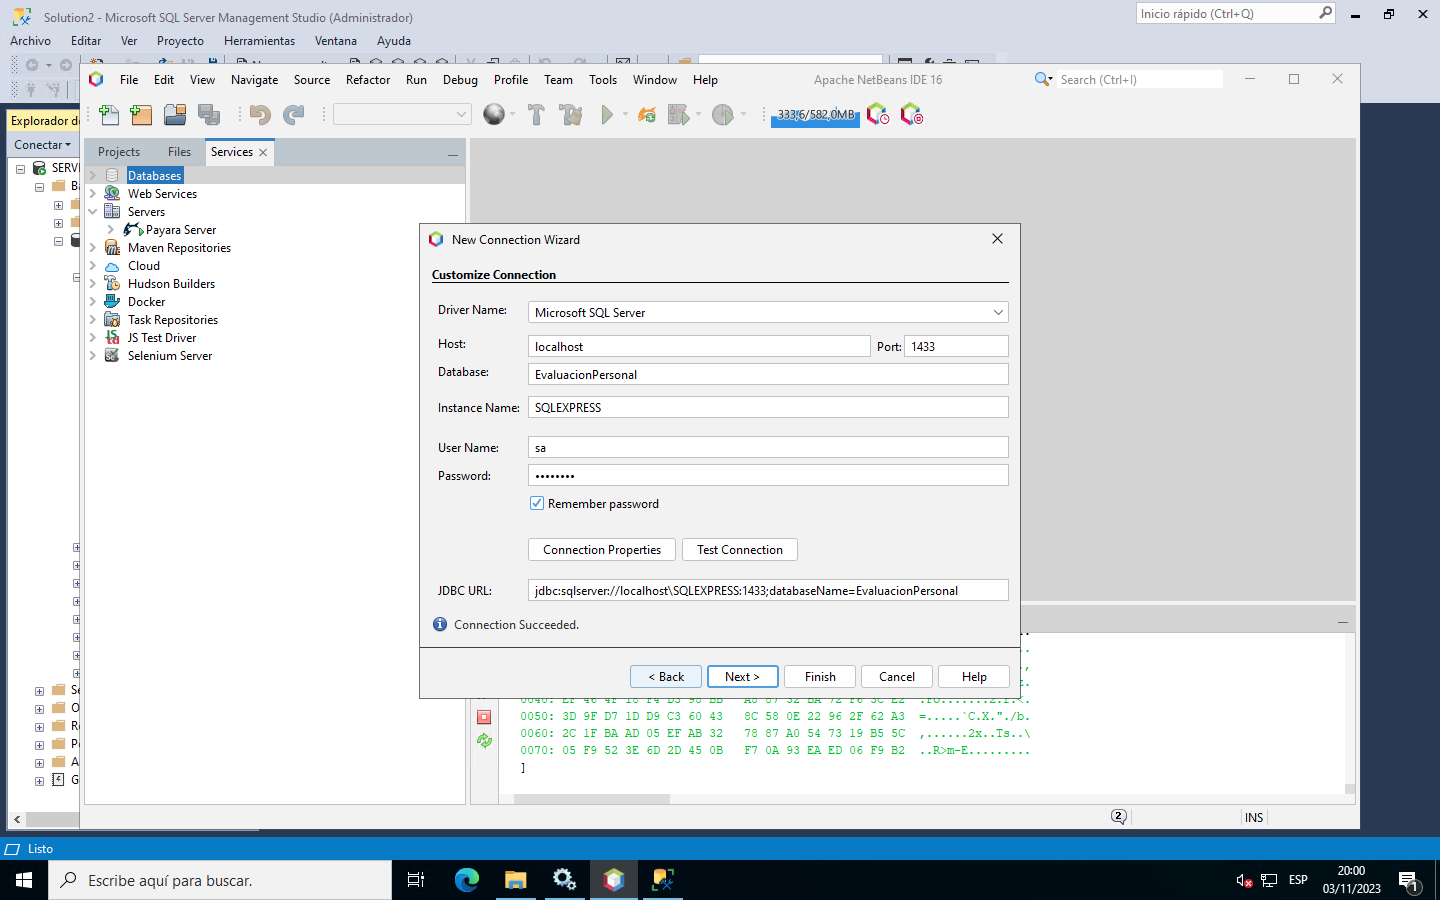 Solution2 - Microsoft SQL Server Management Studio (Administrador)
Inicio rápido (Ctrl+Q)
Archivo Editar Ver Proyecto Herramientas Ventana Ayuda
File Edit View Navigate Source Refactor Run Debug Profile Team Tools Window Help
Apache NetBeans IDE 16
Search (Ctrl+I)
333,6/582,0MB
Explorador de
Conectar
Projects Files Services
Databases
Web Services
Servers
Payara Server
Maven Repositories
Cloud
Hudson Builders
Docker
Task Repositories
JS Test Driver
Selenium Server
New Connection Wizard
Customize Connection
Driver Name: Microsoft SQL Server
Host: localhost Port: 1433
Database: EvaluacionPersonal
Instance Name: SQLEXPRESS
User Name: sa
Password: ••••••••
Remember password
Connection Properties Test Connection
JDBC URL: jdbc:sqlserver://localhost\SQLEXPRESS:1433;databaseName=EvaluacionPersonal
Connection Succeeded.
< Back Next > Finish Cancel Help
0050: 3D 9F D7 1D D9 C3 60 43 8C 58 0E 22 96 2F 62 A3 =.....`C.X."./b.
0060: 2C 1F BA AD 05 EF AB 32 78 87 A0 54 73 19 B5 5C ,......2x..Ts..\
0070: 05 F9 52 3E 6D 2D 45 0B F7 0A 93 EA ED 06 F9 B2 ..R>m-E.........
]
2 INS
Listo
Escribe aquí para buscar.
ESP
20:00
03/11/2023
1